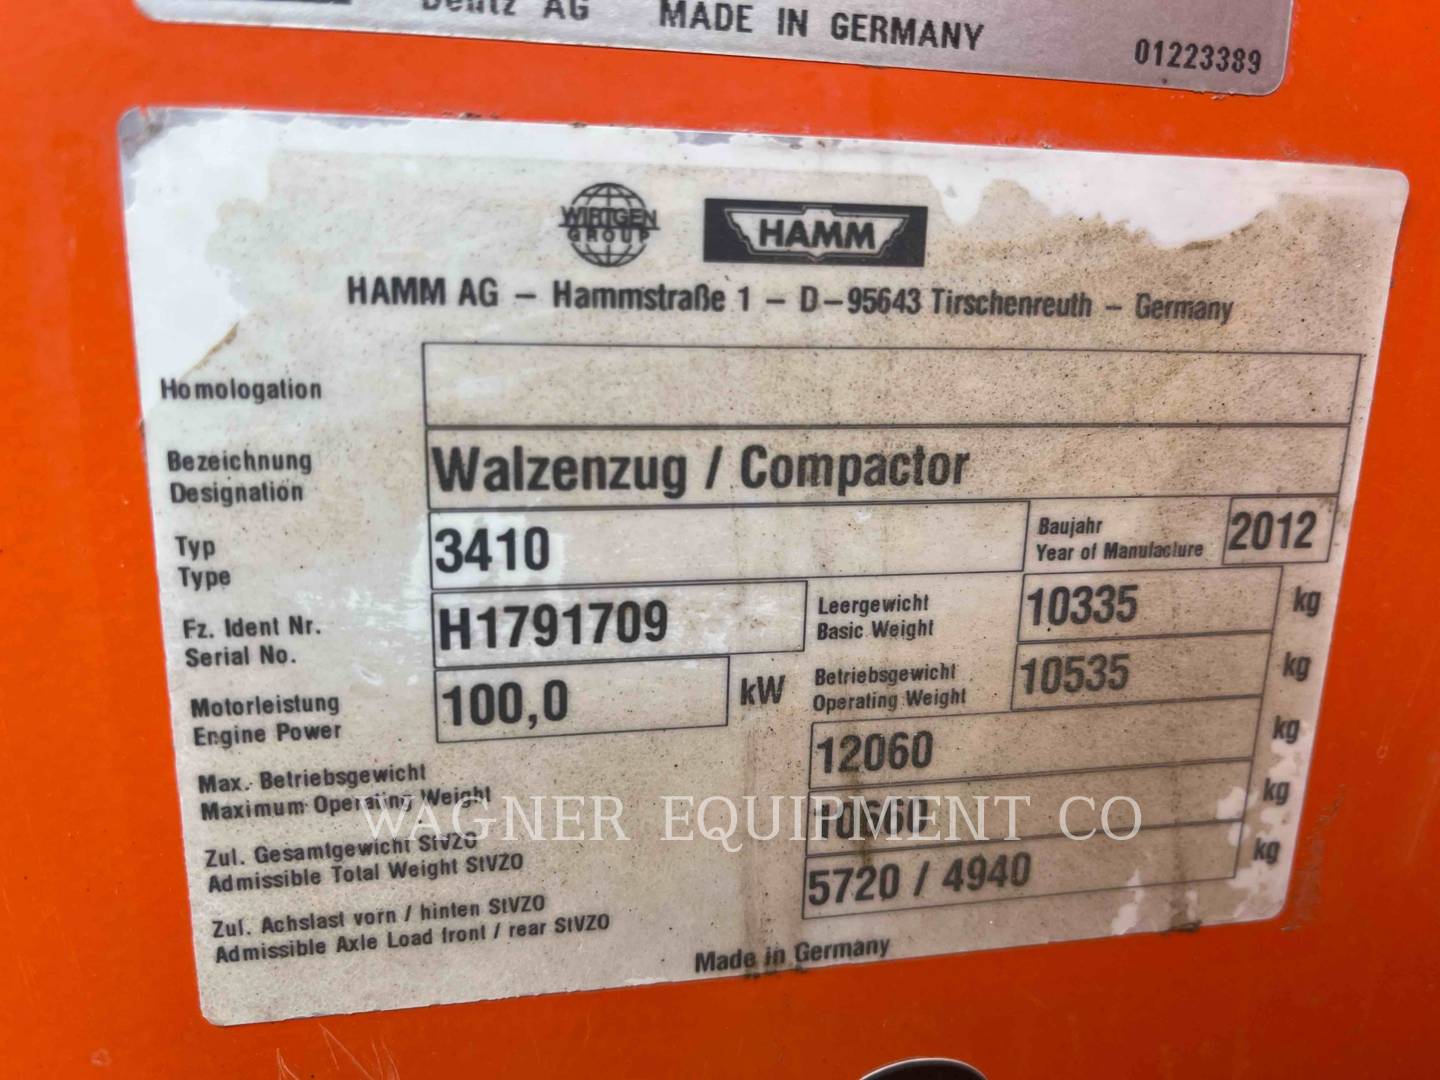 Deutz AG MADE IN GERMANY
01223389
WIRTGEN GROUP
HAMM
HAMM AG – Hammstraße 1 – D–95643 Tirschenreuth – Germany
Homologation
Bezeichnung
Designation
Walzenzug / Compactor
Typ
Type
3410
Baujahr
Year of Manufacture
2012
Fz. Ident Nr.
Serial No.
H1791709
Leergewicht
Basic Weight
10335 kg
Motorleistung
Engine Power
100,0 kW
Betriebsgewicht
Operating Weight
10535 kg
Max. Betriebsgewicht
Maximum Operating Weight
12060 kg
Zul. Gesamtgewicht StVZO
Admissible Total Weight StVZO
10660 kg
Zul. Achslast vorn / hinten StVZO
Admissible Axle Load front / rear StVZO
5720 / 4940 kg
Made in Germany
WAGNER EQUIPMENT CO